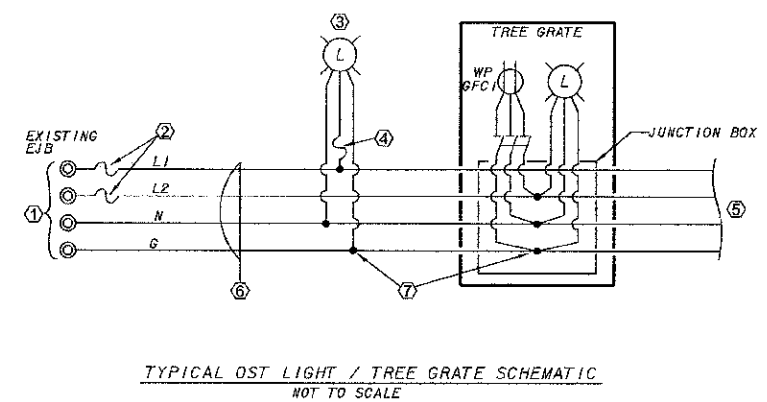 3
TREE GRATE
L
WP
GFCI
L
EXISTING
EJB
2
4
JUNCTION BOX
L1
L2
1
N
5
G
6
7
TYPICAL OST LIGHT / TREE GRATE SCHEMATIC
NOT TO SCALE